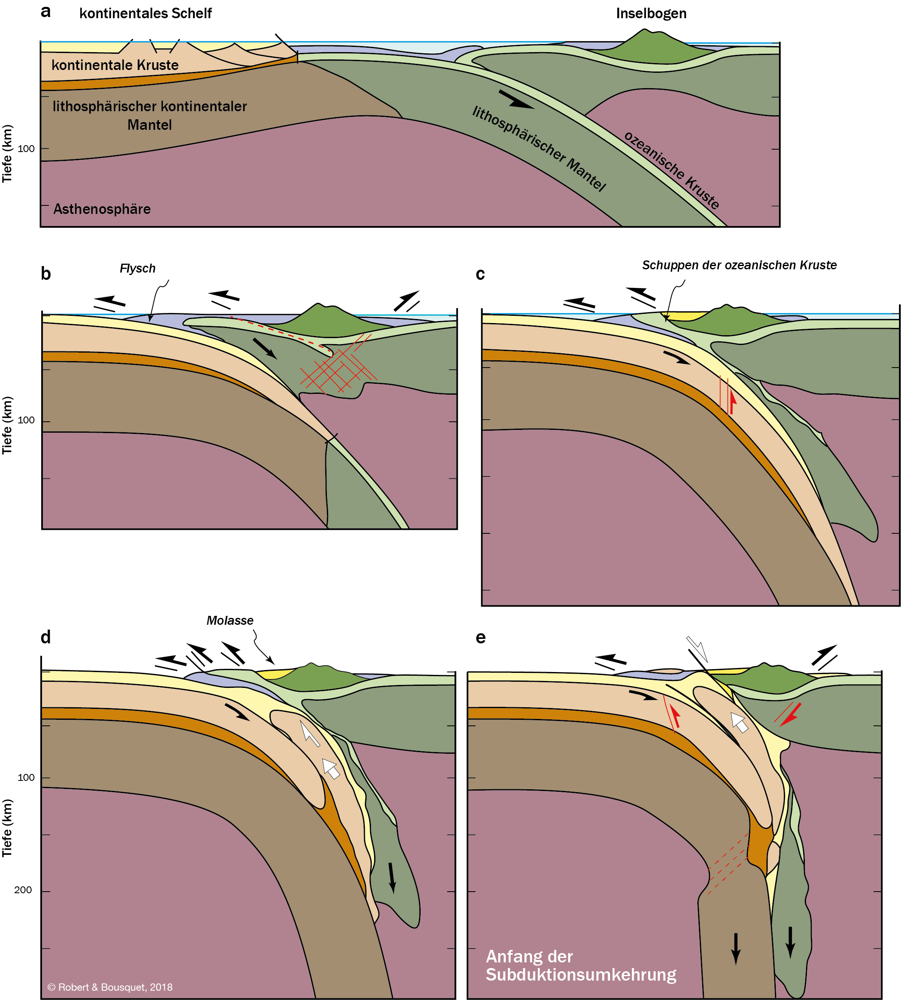 a
kontinentales Schelf
Inselbogen
kontinentale Kruste
lithosphärischer kontinentaler
Mantel
lithosphärischer Mantel
ozeanische Kruste
Asthenosphäre
Tiefe (km)
100
b
Flysch
Tiefe (km)
100
c
Schuppen der ozeanischen Kruste
d
Molasse
Tiefe (km)
100
200
© Robert & Bousquet, 2018
e
Anfang der
Subduktionsumkehrung